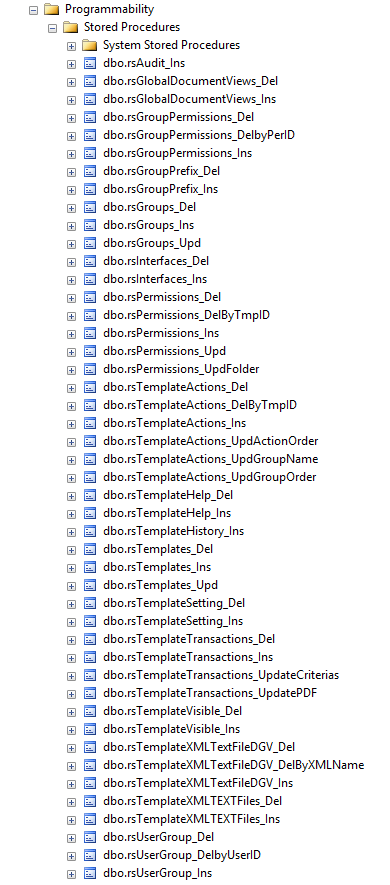 Programmability
Stored Procedures
System Stored Procedures
dbo.rsAudit_Ins
dbo.rsGlobalDocumentViews_Del
dbo.rsGlobalDocumentViews_Ins
dbo.rsGroupPermissions_Del
dbo.rsGroupPermissions_DelbyPerID
dbo.rsGroupPermissions_Ins
dbo.rsGroupPrefix_Del
dbo.rsGroupPrefix_Ins
dbo.rsGroups_Del
dbo.rsGroups_Ins
dbo.rsGroups_Upd
dbo.rsInterfaces_Del
dbo.rsInterfaces_Ins
dbo.rsPermissions_Del
dbo.rsPermissions_DelByTmpID
dbo.rsPermissions_Ins
dbo.rsPermissions_Upd
dbo.rsPermissions_UpdFolder
dbo.rsTemplateActions_Del
dbo.rsTemplateActions_DelByTmpID
dbo.rsTemplateActions_Ins
dbo.rsTemplateActions_UpdActionOrder
dbo.rsTemplateActions_UpdGroupName
dbo.rsTemplateActions_UpdGroupOrder
dbo.rsTemplateHelp_Del
dbo.rsTemplateHelp_Ins
dbo.rsTemplateHistory_Ins
dbo.rsTemplates_Del
dbo.rsTemplates_Ins
dbo.rsTemplates_Upd
dbo.rsTemplateSetting_Del
dbo.rsTemplateSetting_Ins
dbo.rsTemplateTransactions_Del
dbo.rsTemplateTransactions_Ins
dbo.rsTemplateTransactions_UpdateCriterias
dbo.rsTemplateTransactions_UpdatePDF
dbo.rsTemplateVisible_Del
dbo.rsTemplateVisible_Ins
dbo.rsTemplateXMLTextFileDGV_Del
dbo.rsTemplateXMLTextFileDGV_DelByXMLName
dbo.rsTemplateXMLTextFileDGV_Ins
dbo.rsTemplateXMLTEXTFiles_Del
dbo.rsTemplateXMLTEXTFiles_Ins
dbo.rsUserGroup_Del
dbo.rsUserGroup_DelbyUserID
dbo.rsUserGroup_Ins